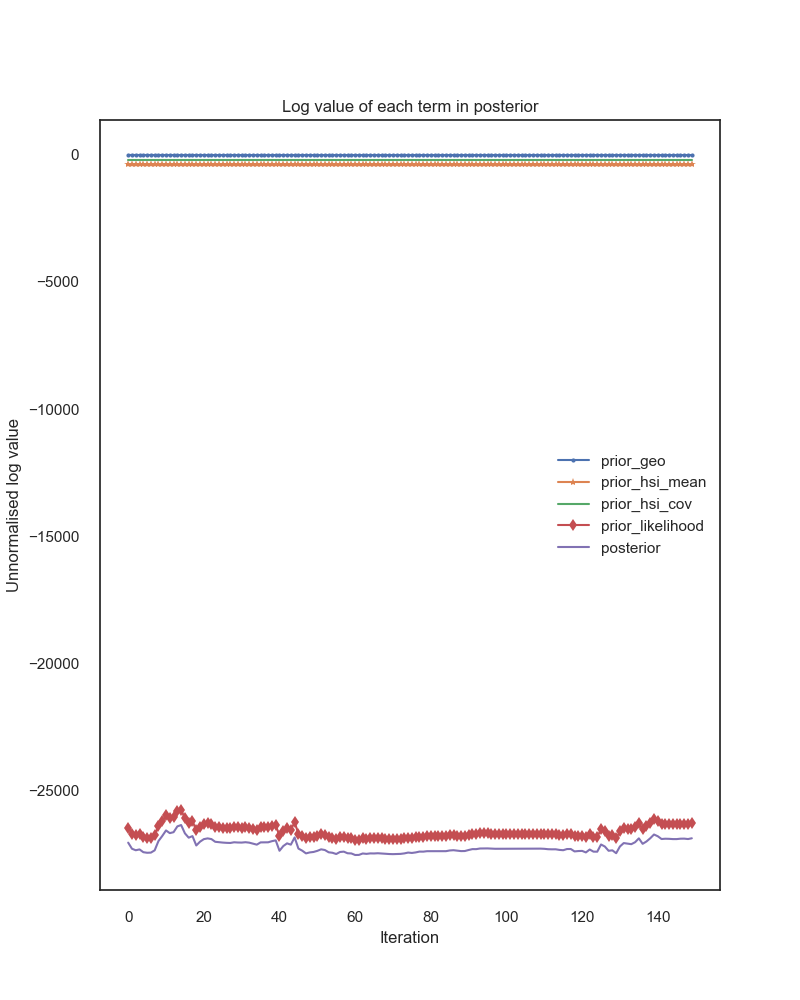 Log value of each term in posterior
0
−5000
−10000
−15000
−20000
−25000
Unnormalised log value
prior_geo
prior_hsi_mean
prior_hsi_cov
prior_likelihood
posterior
0 20 40 60 80 100 120 140
Iteration